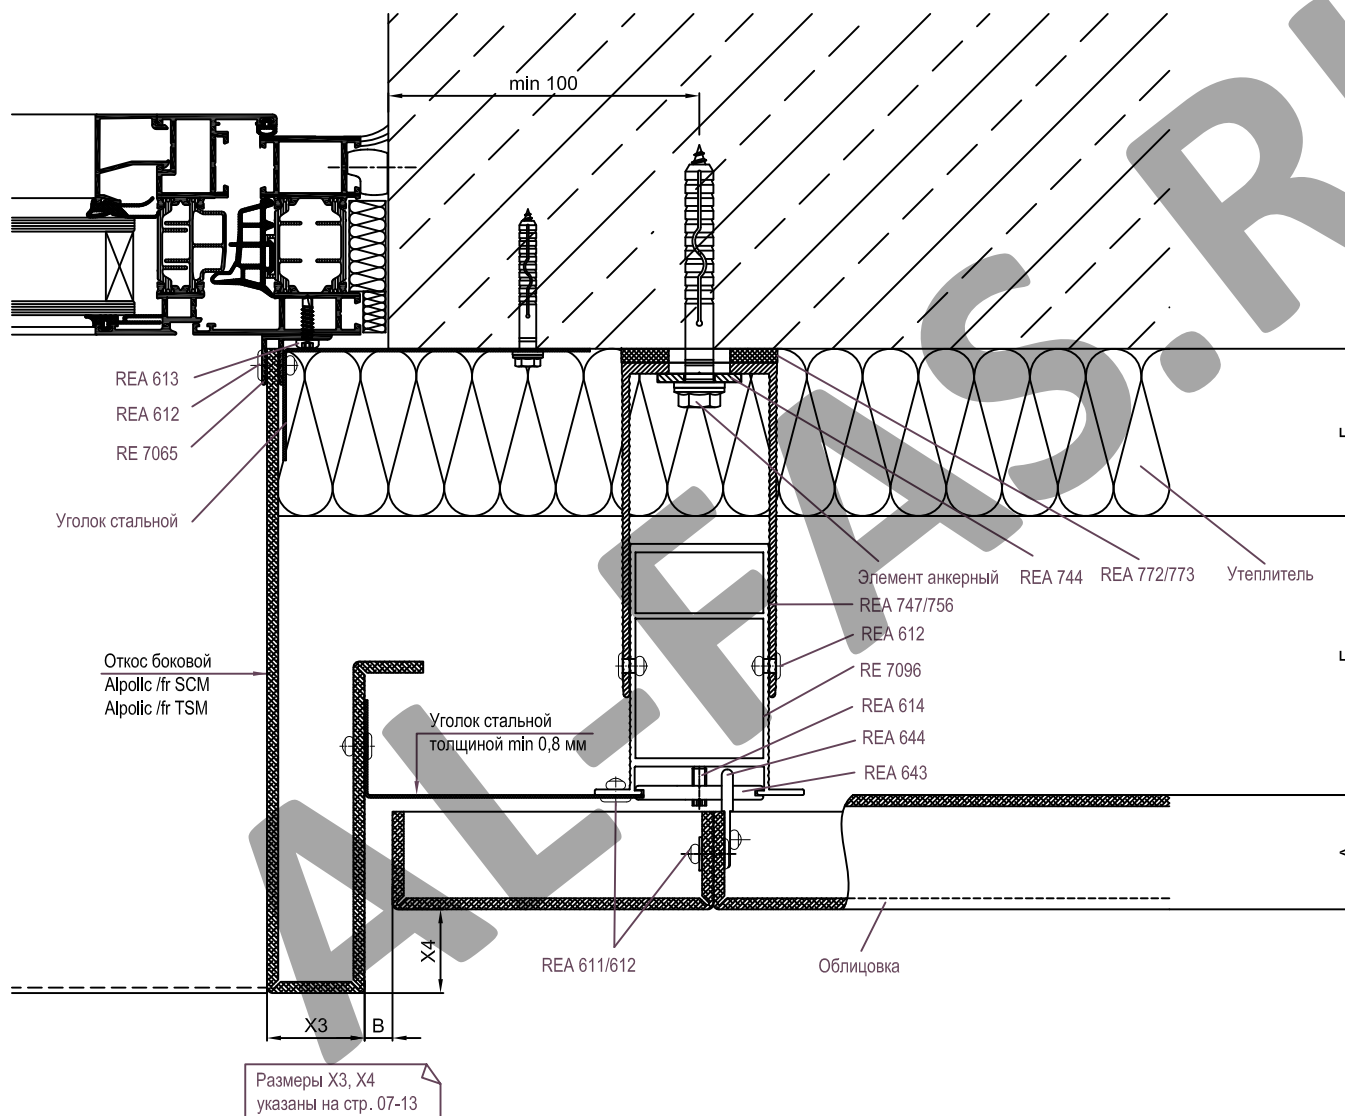 min 100
REA 613
REA 612
RE 7065
Уголок стальной
Элемент анкерный
REA 744
REA 772/773
Утеплитель
REA 747/756
REA 612
RE 7096
REA 614
REA 644
REA 643
Откос боковой
Alpolic /fr SCM
Alpolic /fr TSM
Уголок стальной
толщиной min 0,8 мм
X4
REA 611/612
Облицовка
X3
B
Размеры X3, X4
указаны на стр. 07-13
AL-FAS.R